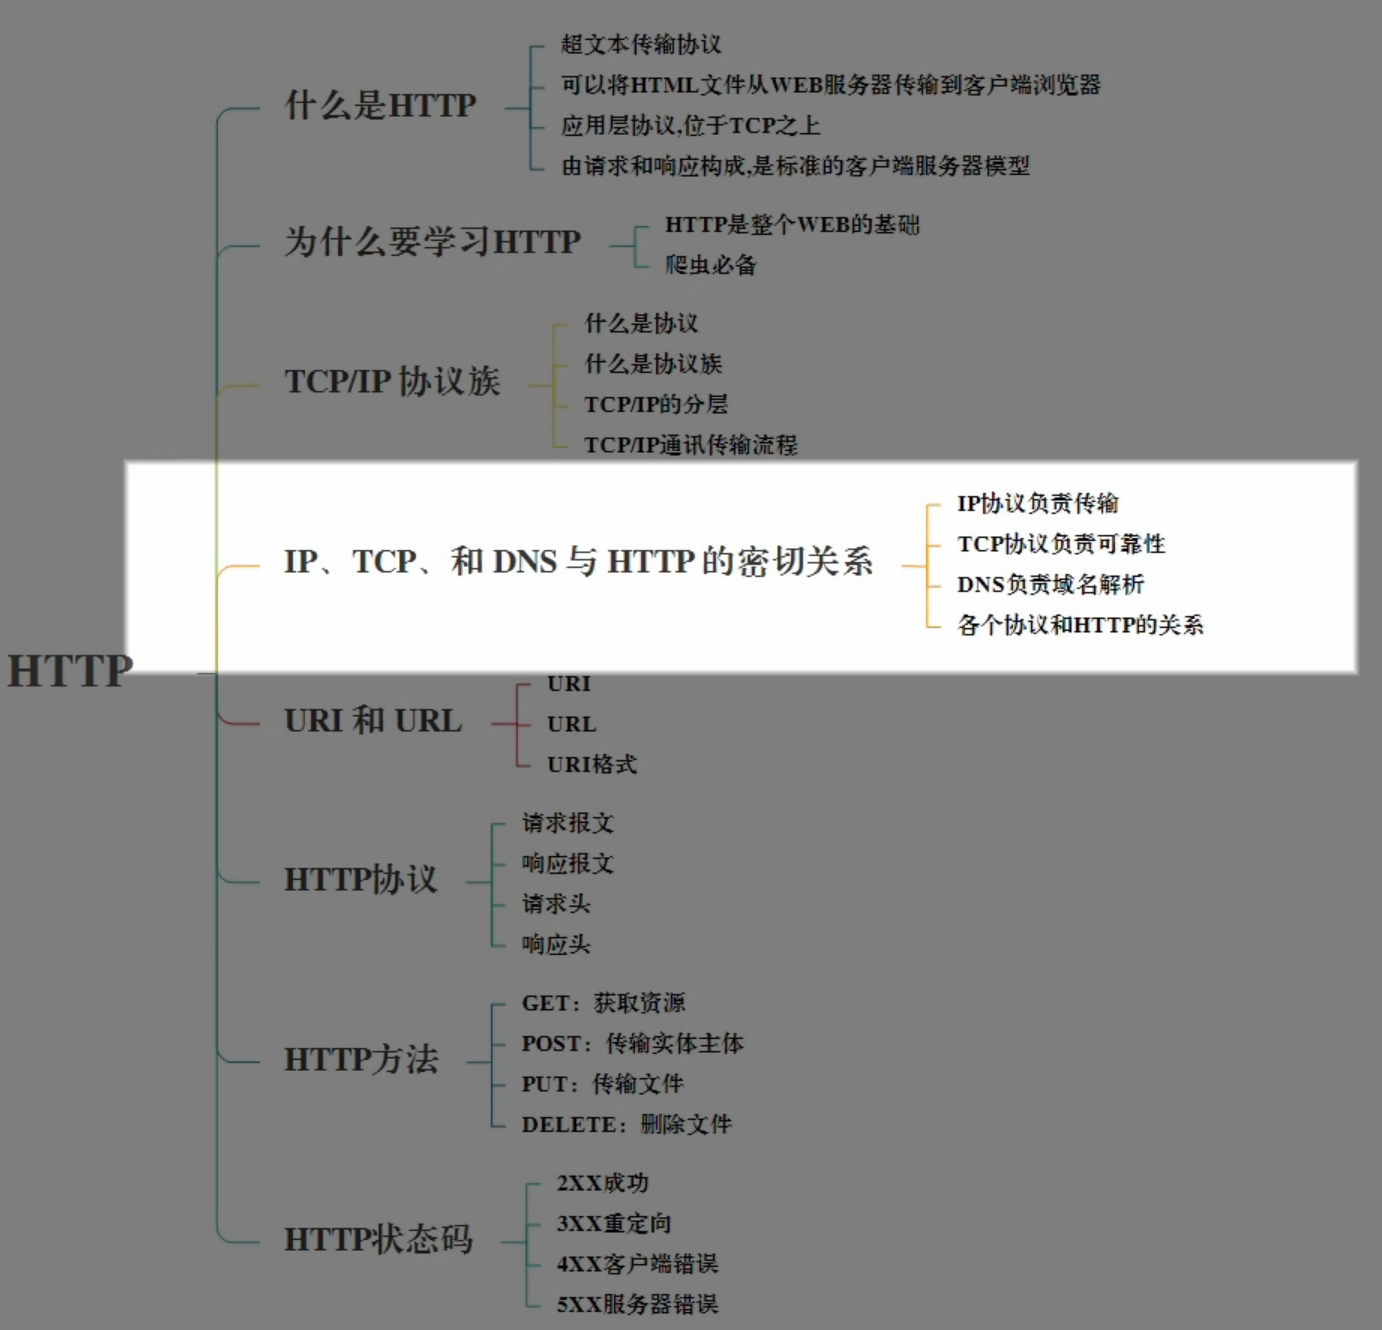 HTTP
什么是HTTP
超文本传输协议
可以将HTML文件从WEB服务器传输到客户端浏览器
应用层协议,位于TCP之上
由请求和响应构成,是标准的客户端服务器模型
为什么要学习HTTP
HTTP是整个WEB的基础
爬虫必备
TCP/IP 协议族
什么是协议
什么是协议族
TCP/IP的分层
TCP/IP通讯传输流程
IP、TCP、和 DNS 与 HTTP 的密切关系
IP协议负责传输
TCP协议负责可靠性
DNS负责域名解析
各个协议和HTTP的关系
URI 和 URL
URI
URL
URI格式
HTTP协议
请求报文
响应报文
请求头
响应头
HTTP方法
GET：获取资源
POST：传输实体主体
PUT：传输文件
DELETE：删除文件
HTTP状态码
2XX成功
3XX重定向
4XX客户端错误
5XX服务器错误